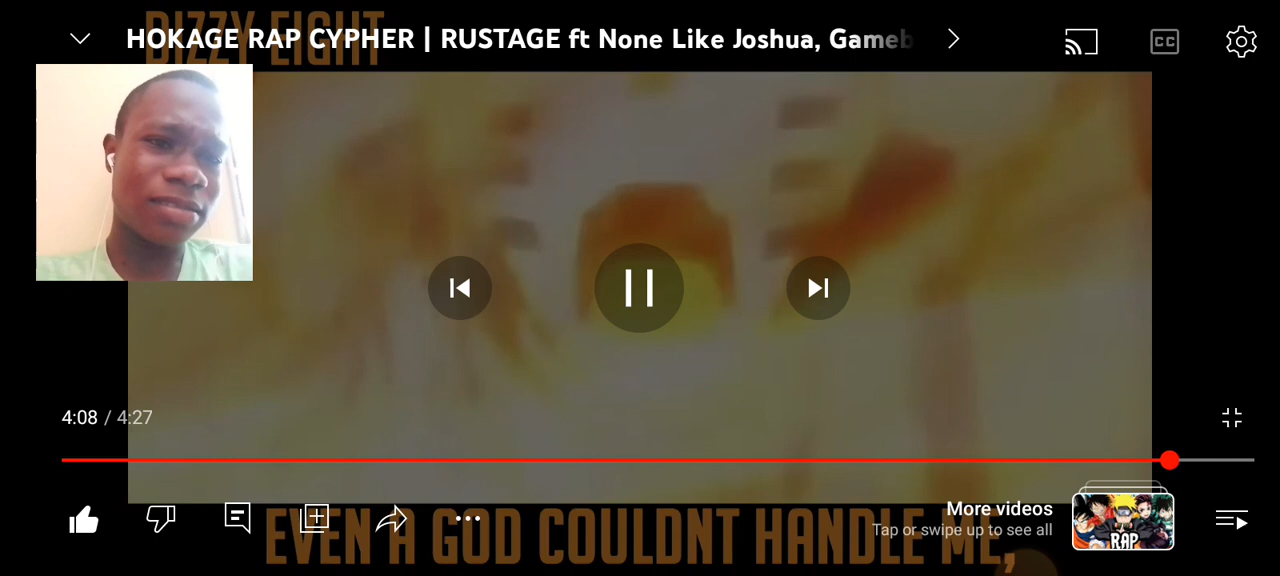 DIZZY EIGHT
HOKAGE RAP CYPHER | RUSTAGE ft None Like Joshua, Gameb
CC
4:08 / 4:27
More videos
Tap or swipe up to see all
RAP
EVEN A GOD COULDNT HANDLE ME,